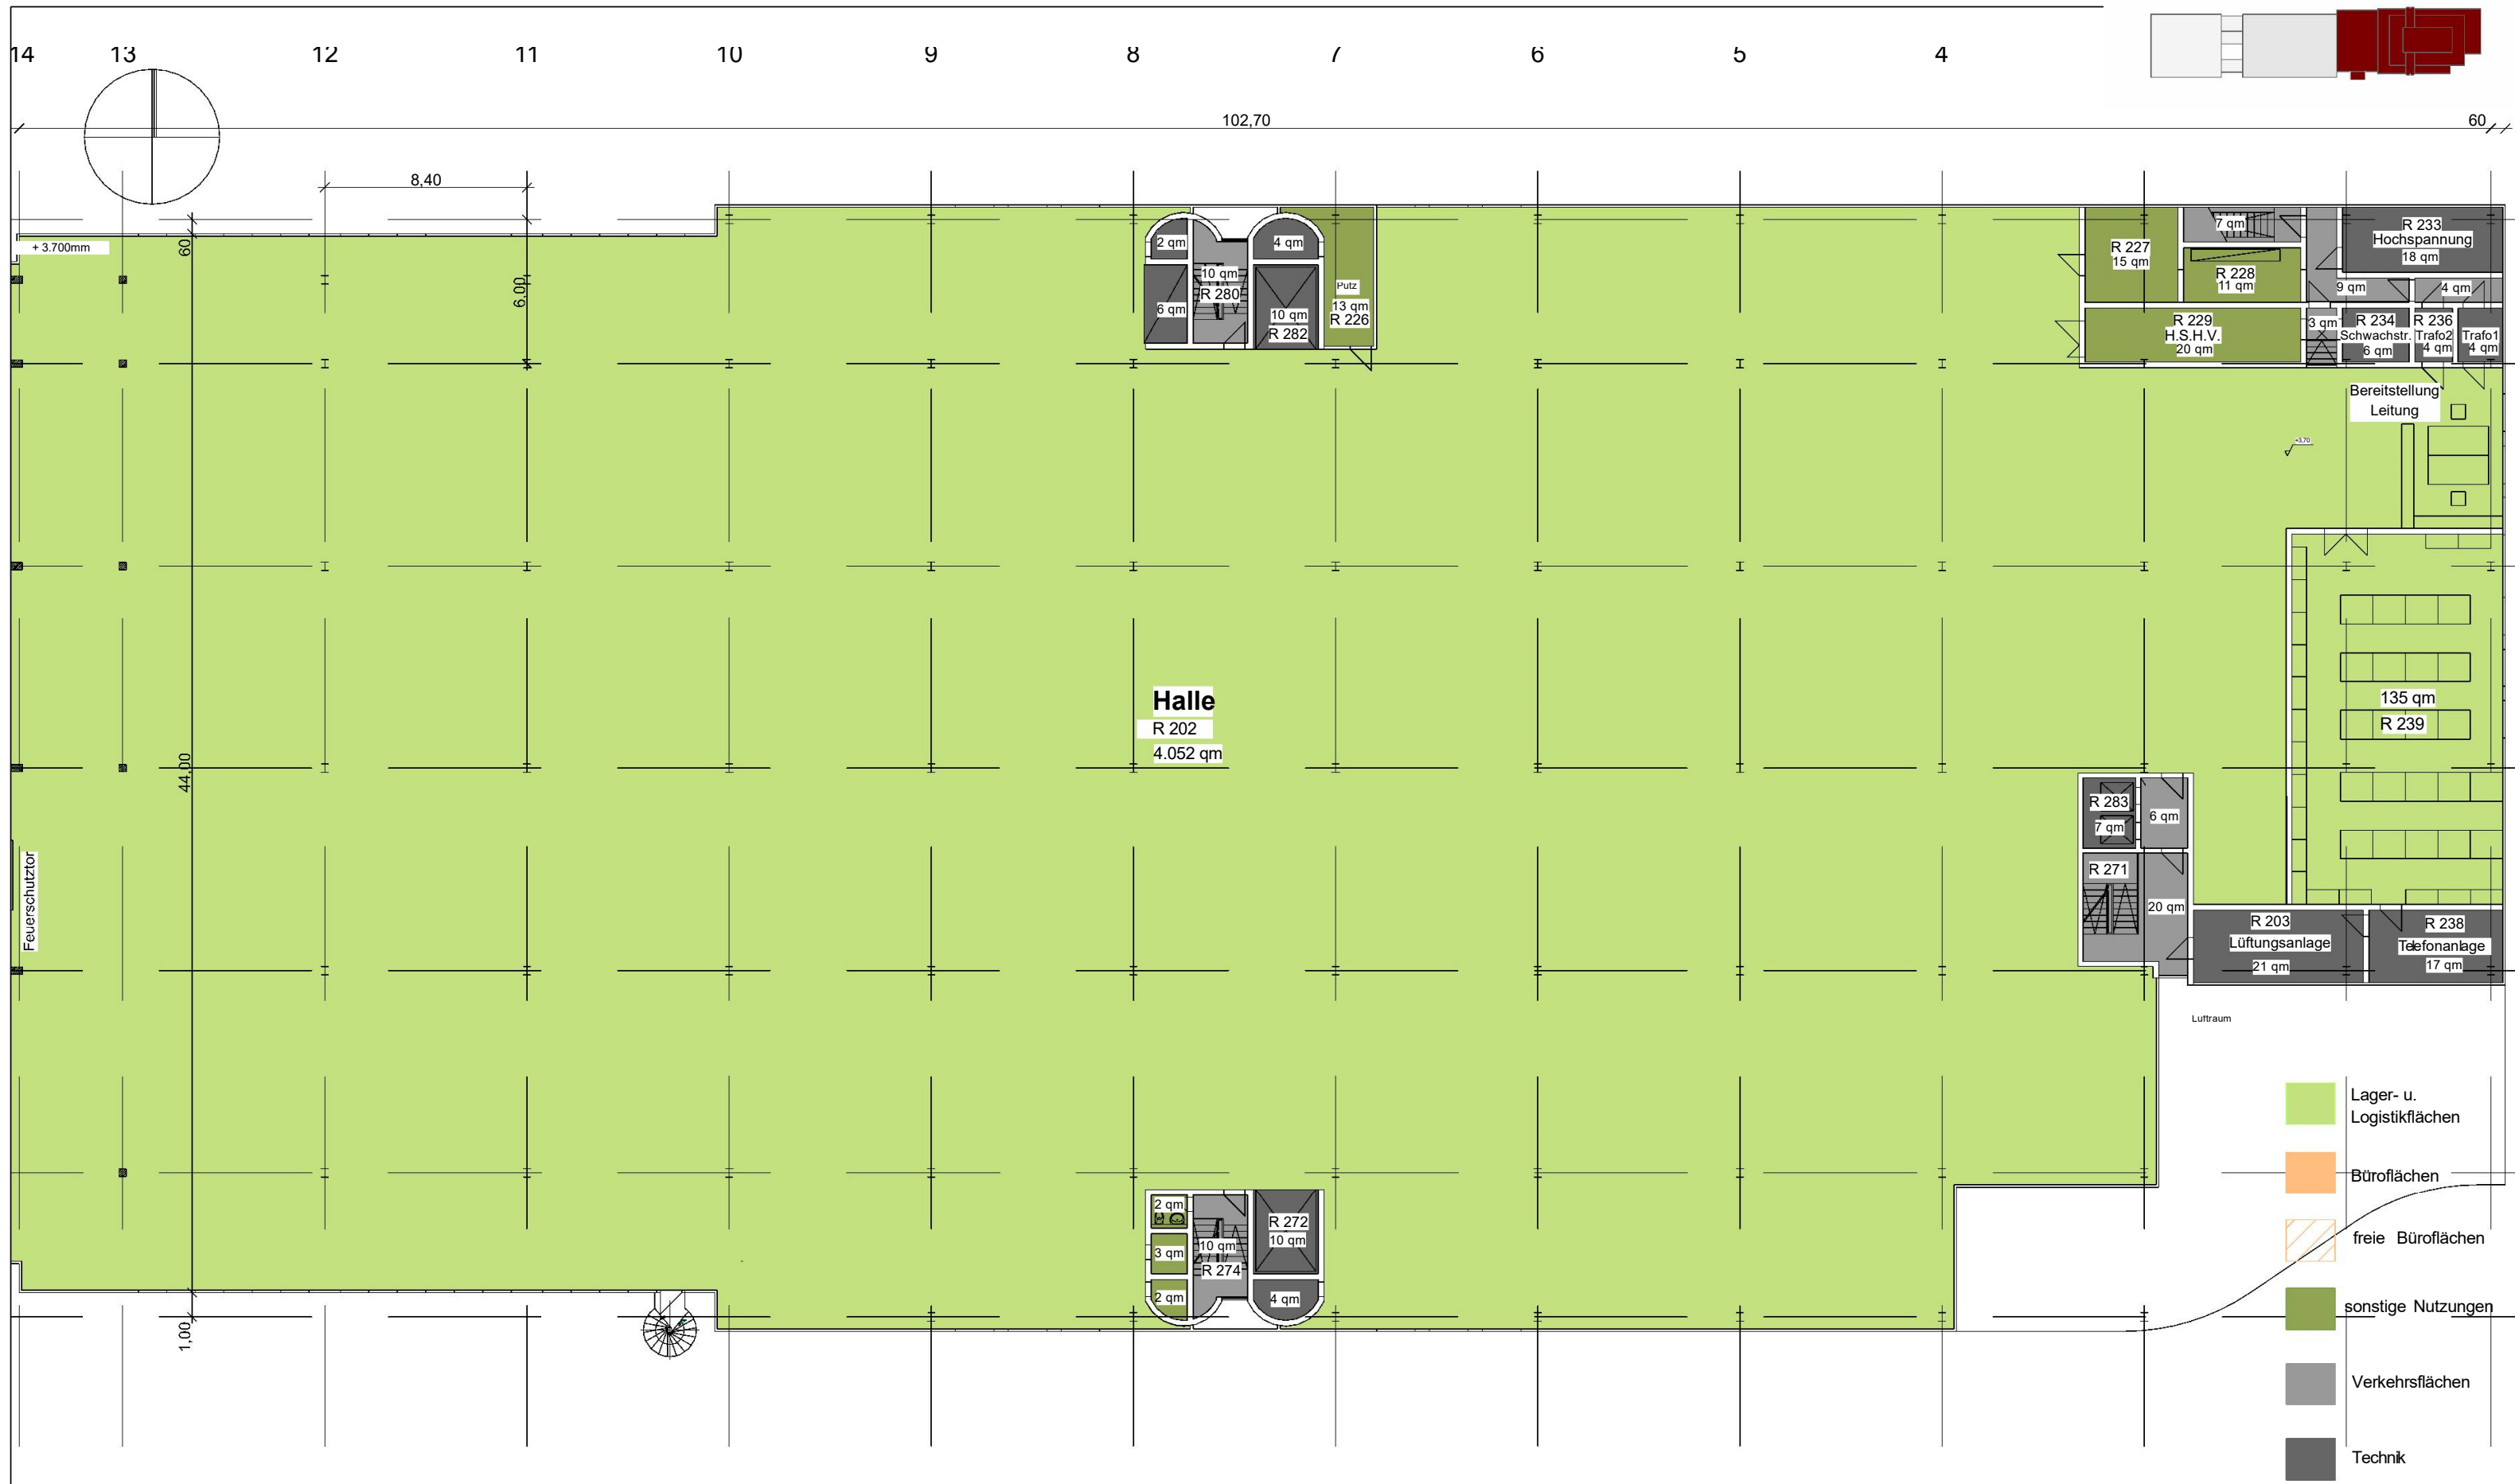 14 13 12 11 10 9 8 7 6 5 4
102,70
60
8,40
+ 3.700mm
60
6,00
2 qm
4 qm
10 qm
R 280
6 qm
10 qm
R 282
Putz
13 qm
R 226
R 227
15 qm
7 qm
R 228
11 qm
R 233
Hochspannung
18 qm
9 qm
4 qm
R 229
H.S.H.V.
20 qm
3 qm
R 234
Schwachstr.
6 qm
R 236
Trafo2
4 qm
Trafo1
4 qm
Bereitstellung
Leitung
+3,70
Halle
R 202
4.052 qm
44,00
135 qm
R 239
R 283
7 qm
6 qm
R 271
20 qm
Feuerschutztor
R 203
Lüftungsanlage
21 qm
R 238
Telefonanlage
17 qm
Luftraum
2 qm
3 qm
2 qm
10 qm
R 274
R 272
10 qm
4 qm
1,00
Lager- u.
Logistikflächen
Büroflächen
freie Büroflächen
sonstige Nutzungen
Verkehrsflächen
Technik